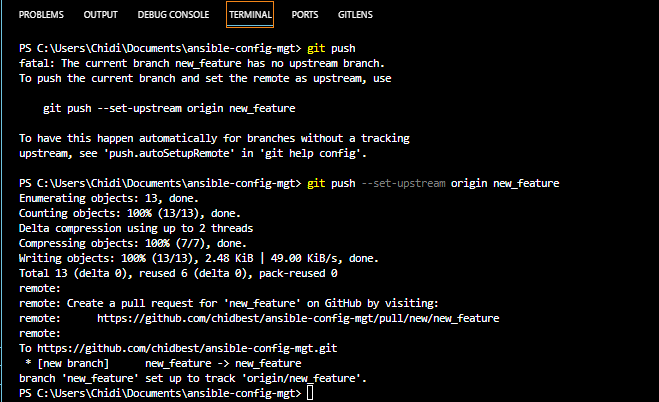 PROBLEMS OUTPUT DEBUG CONSOLE TERMINAL PORTS GITLENS
PS C:\Users\Chidi\Documents\ansible-config-mgt> git push
fatal: The current branch new_feature has no upstream branch.
To push the current branch and set the remote as upstream, use
    git push --set-upstream origin new_feature
To have this happen automatically for branches without a tracking
upstream, see 'push.autoSetupRemote' in 'git help config'.
PS C:\Users\Chidi\Documents\ansible-config-mgt> git push --set-upstream origin new_feature
Enumerating objects: 13, done.
Counting objects: 100% (13/13), done.
Delta compression using up to 2 threads
Compressing objects: 100% (7/7), done.
Writing objects: 100% (13/13), 2.48 KiB | 49.00 KiB/s, done.
Total 13 (delta 0), reused 6 (delta 0), pack-reused 0
remote:
remote: Create a pull request for 'new_feature' on GitHub by visiting:
remote:      https://github.com/chidbest/ansible-config-mgt/pull/new/new_feature
remote:
To https://github.com/chidbest/ansible-config-mgt.git
 * [new branch]      new_feature -> new_feature
branch 'new_feature' set up to track 'origin/new_feature'.
PS C:\Users\Chidi\Documents\ansible-config-mgt>